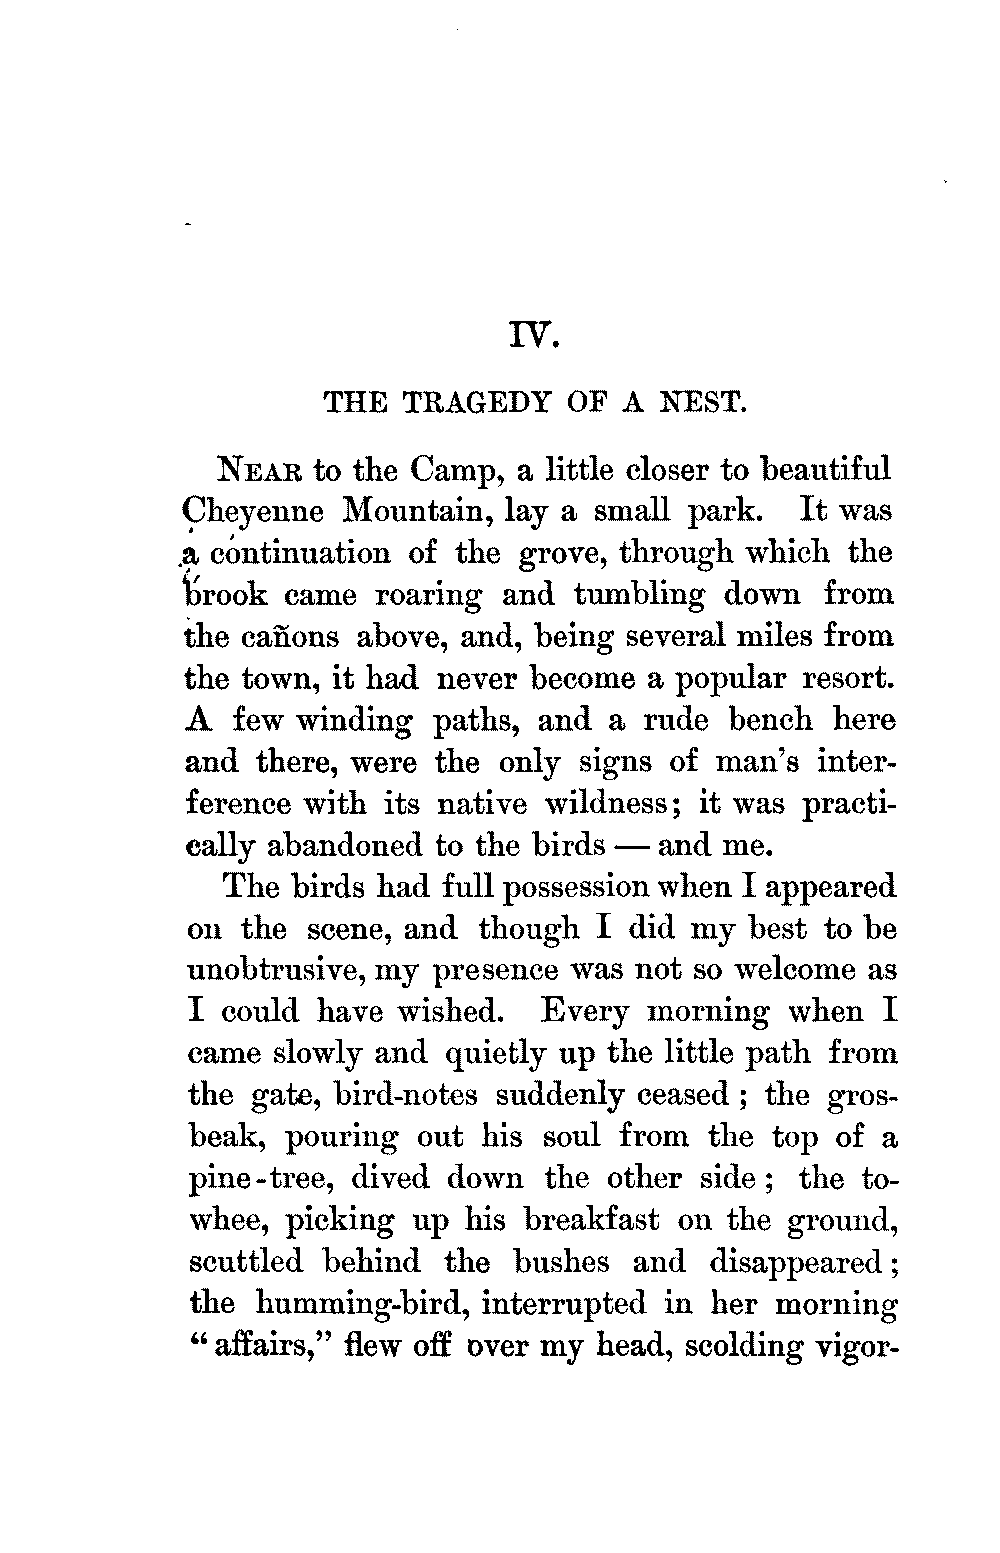 IV.
THE TRAGEDY OF A NEST.
NEAR to the Camp, a little closer to beautiful
Cheyenne Mountain, lay a small park. It was
a continuation of the grove, through which the
brook came roaring and tumbling down from
the cañons above, and, being several miles from
the town, it had never become a popular resort.
A few winding paths, and a rude bench here
and there, were the only signs of man's inter-
ference with its native wildness; it was practi-
cally abandoned to the birds — and me.
The birds had full possession when I appeared
on the scene, and though I did my best to be
unobtrusive, my presence was not so welcome as
I could have wished. Every morning when I
came slowly and quietly up the little path from
the gate, bird-notes suddenly ceased ; the gros-
beak, pouring out his soul from the top of a
pine-tree, dived down the other side ; the to-
whee, picking up his breakfast on the ground,
scuttled behind the bushes and disappeared ;
the humming-bird, interrupted in her morning
“ affairs,” flew off over my head, scolding vigor-